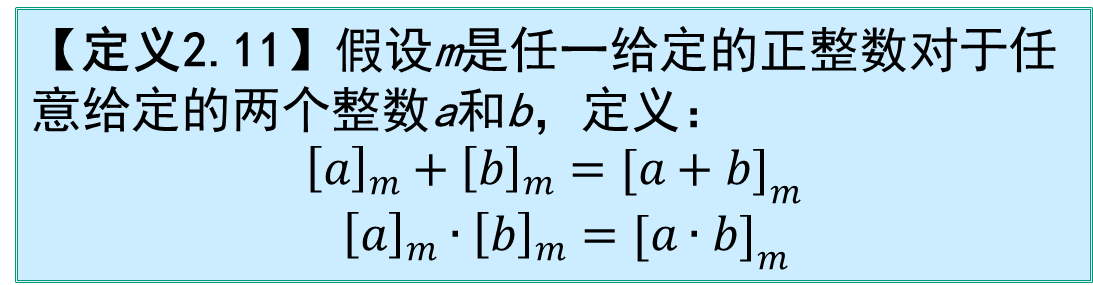 【定义2.11】假设m是任一给定的正整数对于任
意给定的两个整数a和b，定义：
[a]ₘ + [b]ₘ = [a + b]ₘ
[a]ₘ · [b]ₘ = [a · b]ₘ